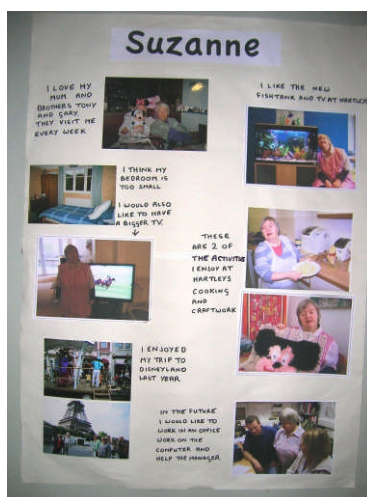 Suzanne
I LOVE MY
MUM AND
BROTHERS TONY
AND GARY.
THEY VISIT ME
EVERY WEEK
I LIKE THE NEW
FISHTANK AND TV AT HARTLEYS
I THINK MY
BEDROOM IS
TOO SMALL
I WOULD ALSO
LIKE TO HAVE
A BIGGER TV.
THESE
ARE 2 OF
THE ACTIVITIES
I ENJOY AT
HARTLEYS
COOKING
AND
CRAFTWORK
I ENJOYED
MY TRIP TO
DISNEYLAND
LAST YEAR
IN THE FUTURE
I WOULD LIKE TO
WORK IN AN OFFICE
WORK ON THE
COMPUTER AND
HELP THE MANAGER